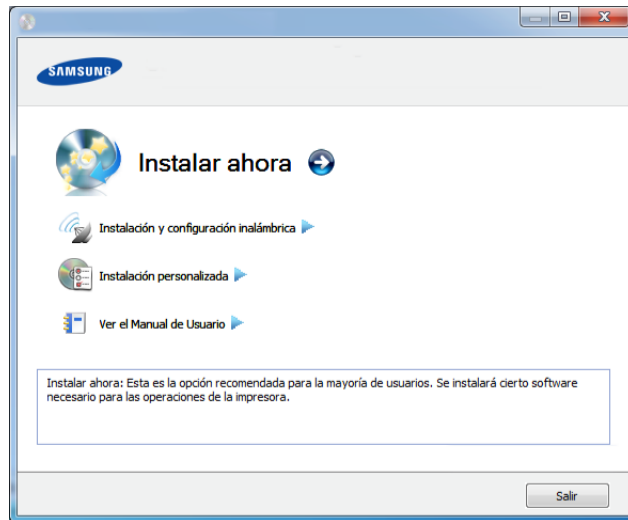 SAMSUNG
Instalar ahora
Instalación y configuración inalámbrica
Instalación personalizada
Ver el Manual de Usuario
Instalar ahora: Esta es la opción recomendada para la mayoría de usuarios. Se instalará cierto software
necesario para las operaciones de la impresora.
Salir